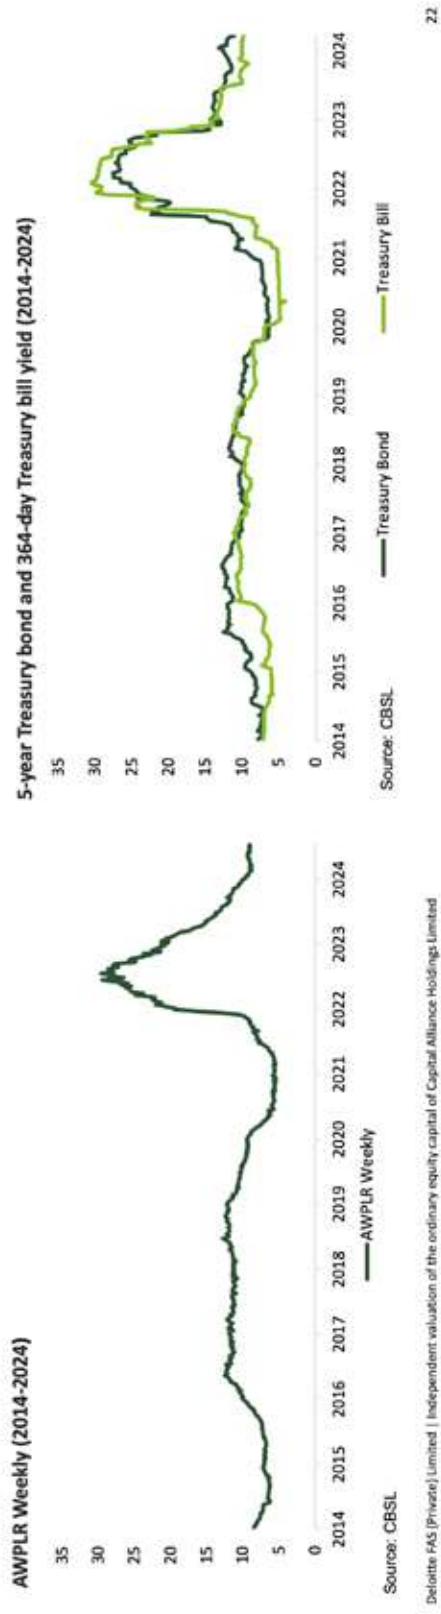 AWPLR Weekly (2014-2024)
35
30
25
20
15
10
5
0
2014 2015 2016 2017 2018 2019 2020 2021 2022 2023 2024
AWPLR Weekly
Source: CBSL
5-year Treasury bond and 364-day Treasury bill yield (2014-2024)
35
30
25
20
15
10
5
0
2014 2015 2016 2017 2018 2019 2020 2021 2022 2023 2024
Treasury Bond Treasury Bill
Source: CBSL
Deloitte FAS (Private) Limited | Independent valuation of the ordinary equity capital of Capital Alliance Holdings Limited
22